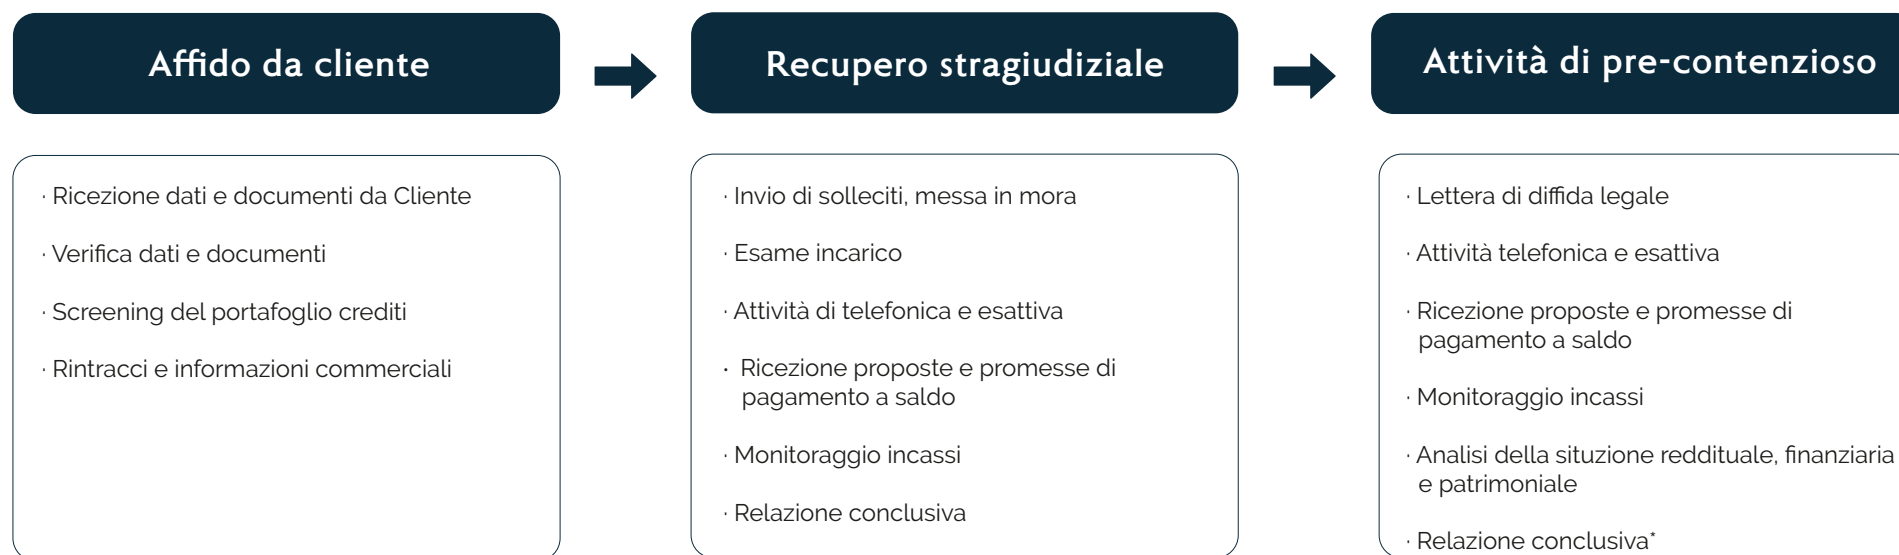 Affido da cliente
· Ricezione dati e documenti da Cliente
· Verifica dati e documenti
· Screening del portafoglio crediti
· Rintracci e informazioni commerciali
Recupero stragiudiziale
· Invio di solleciti, messa in mora
· Esame incarico
· Attività di telefonica e esattiva
· Ricezione proposte e promesse di
pagamento a saldo
· Monitoraggio incassi
· Relazione conclusiva
Attività di pre-contenzioso
· Lettera di diffida legale
· Attività telefonica e esattiva
· Ricezione proposte e promesse di
pagamento a saldo
· Monitoraggio incassi
· Analisi della situzione reddituale, finanziaria
e patrimoniale
· Relazione conclusiva*